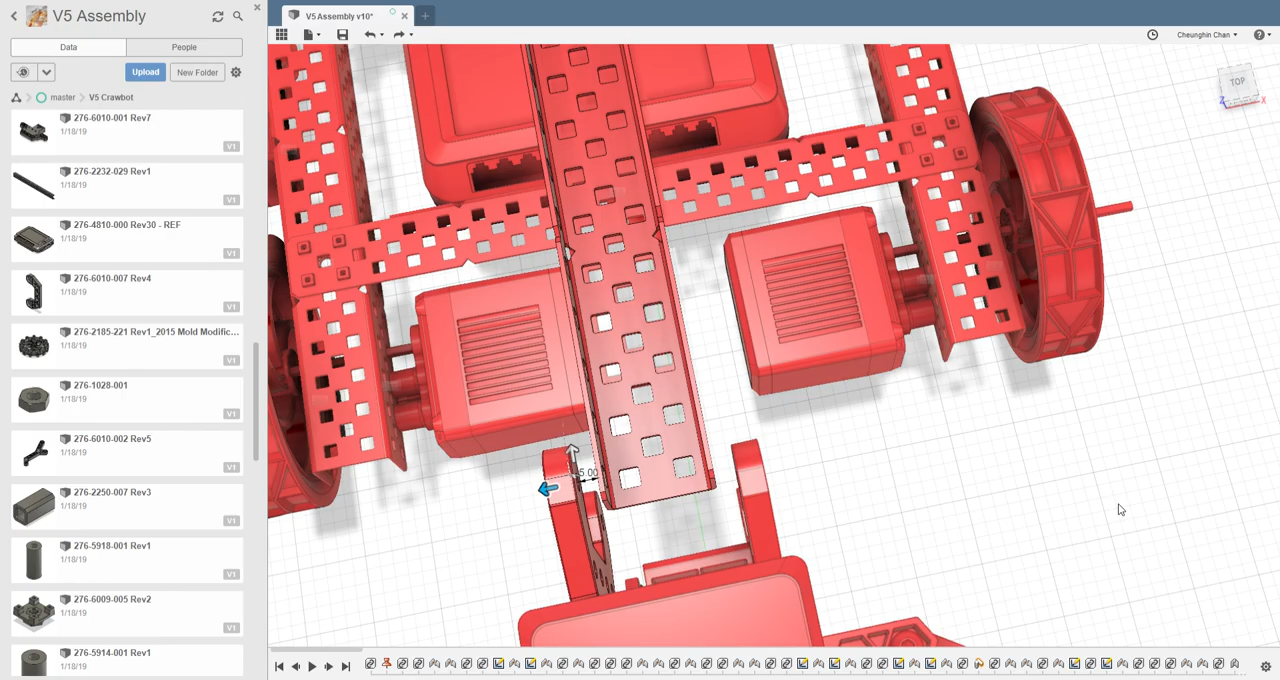 V5 Assembly
Data
People
Upload
New Folder
master
V5 Crawbot
276-6010-001 Rev7
1/18/19
V1
276-2232-029 Rev1
1/18/19
V1
276-4810-000 Rev30 - REF
1/18/19
V1
276-6010-007 Rev4
1/18/19
V1
276-2185-221 Rev1_2015 Mold Modific...
1/18/19
V1
276-1028-001
1/18/19
V1
276-6010-002 Rev5
1/18/19
V1
276-2250-007 Rev3
1/18/19
V1
276-5918-001 Rev1
1/18/19
V1
276-6009-005 Rev2
1/18/19
V1
276-5914-001 Rev1
1/18/19
V5 Assembly v10*
Cheunghin Chan
TOP
Z
X
5.00